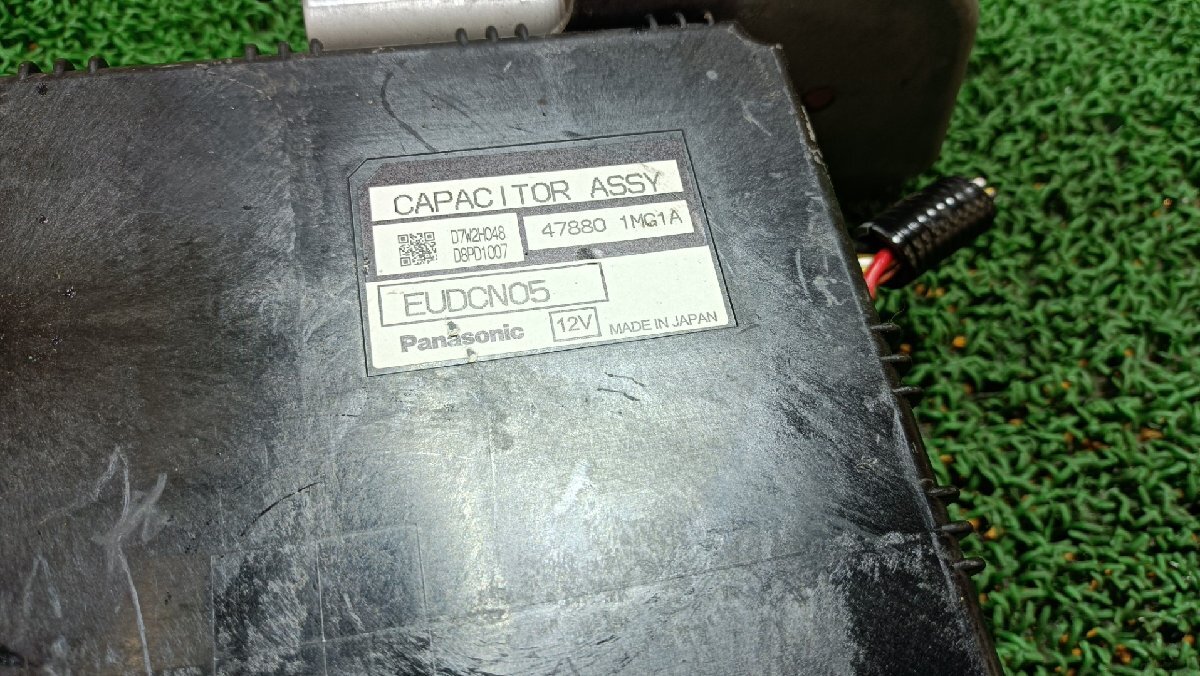 CAPACITOR ASSY
D7W2H048
D8PD1007
47880 1MG1A
EUDCN05
Panasonic
12V
MADE IN JAPAN